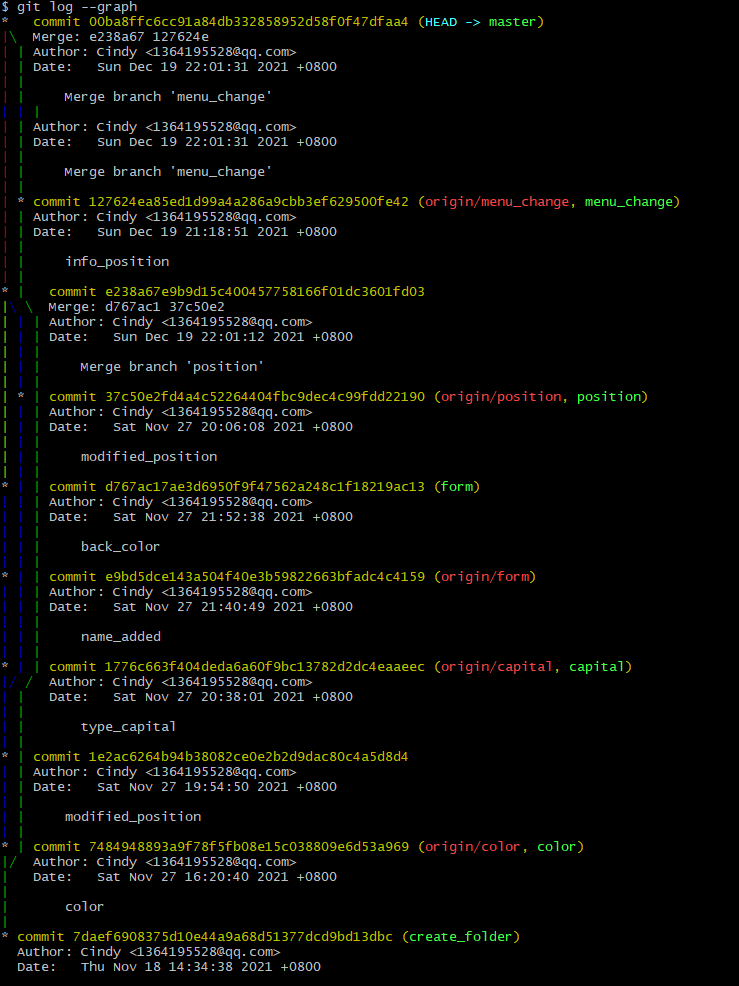 $ git log --graph
*   commit 00ba8ffc6cc91a84db332858952d58f0f47dfaa4 (HEAD -> master)
|\  Merge: e238a67 127624e
| | Author: Cindy <1364195528@qq.com>
| | Date:   Sun Dec 19 22:01:31 2021 +0800
| |
| |     Merge branch 'menu_change'
| | |
| | Author: Cindy <1364195528@qq.com>
| | Date:   Sun Dec 19 22:01:31 2021 +0800
| |
| |     Merge branch 'menu_change'
| |
| * commit 127624ea85ed1d99a4a286a9cbb3ef629500fe42 (origin/menu_change, menu_change)
| | Author: Cindy <1364195528@qq.com>
| | Date:   Sun Dec 19 21:18:51 2021 +0800
| |
| |     info_position
| |
* |   commit e238a67e9b9d15c400457758166f01dc3601fd03
|\ \  Merge: d767ac1 37c50e2
| | | Author: Cindy <1364195528@qq.com>
| | | Date:   Sun Dec 19 22:01:12 2021 +0800
| | |
| | |     Merge branch 'position'
| | |
| * | commit 37c50e2fd4a4c52264404fbc9dec4c99fdd22190 (origin/position, position)
| | | Author: Cindy <1364195528@qq.com>
| | | Date:   Sat Nov 27 20:06:08 2021 +0800
| | |
| | |     modified_position
| | |
* | | commit d767ac17ae3d6950f9f47562a248c1f18219ac13 (form)
| | | Author: Cindy <1364195528@qq.com>
| | | Date:   Sat Nov 27 21:52:38 2021 +0800
| | |
| | |     back_color
| | |
* | | commit e9bd5dce143a504f40e3b59822663bfadc4c4159 (origin/form)
| | | Author: Cindy <1364195528@qq.com>
| | | Date:   Sat Nov 27 21:40:49 2021 +0800
| | |
| | |     name_added
| | |
* | | commit 1776c663f404deda6a60f9bc13782d2dc4eaaeec (origin/capital, capital)
|/ /  Author: Cindy <1364195528@qq.com>
| |   Date:   Sat Nov 27 20:38:01 2021 +0800
| |
| |       type_capital
| |
* | commit 1e2ac6264b94b38082ce0e2b2d9dac80c4a5d8d4
| | Author: Cindy <1364195528@qq.com>
| | Date:   Sat Nov 27 19:54:50 2021 +0800
| |
| |     modified_position
| |
* | commit 7484948893a9f78f5fb08e15c038809e6d53a969 (origin/color, color)
|/  Author: Cindy <1364195528@qq.com>
|   Date:   Sat Nov 27 16:20:40 2021 +0800
|
|       color
|
* commit 7daef6908375d10e44a9a68d51377dcd9bd13dbc (create_folder)
  Author: Cindy <1364195528@qq.com>
  Date:   Thu Nov 18 14:34:38 2021 +0800